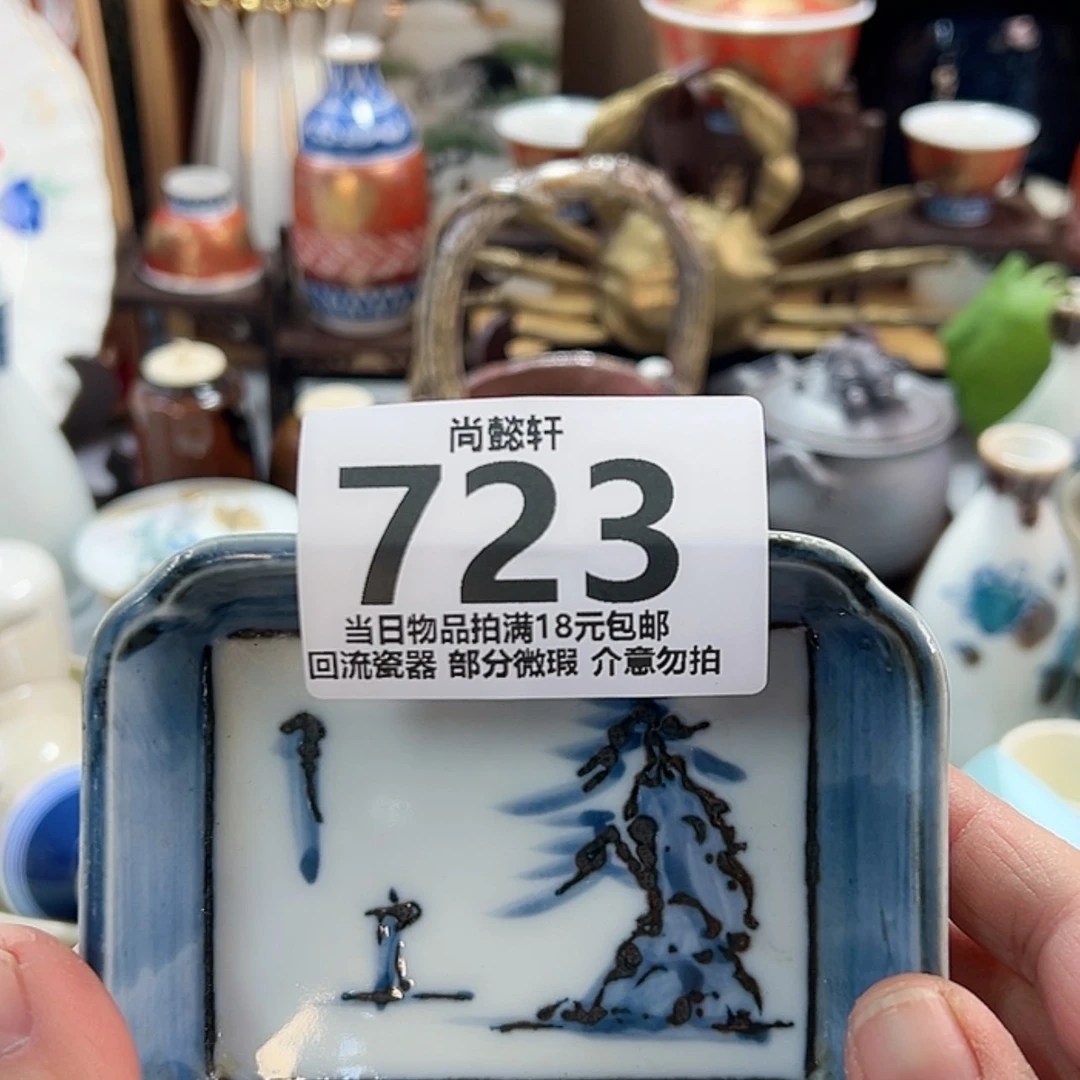 尚懿轩
723
当日物品拍满18元包邮
回流瓷器 部分微瑕 介意勿拍